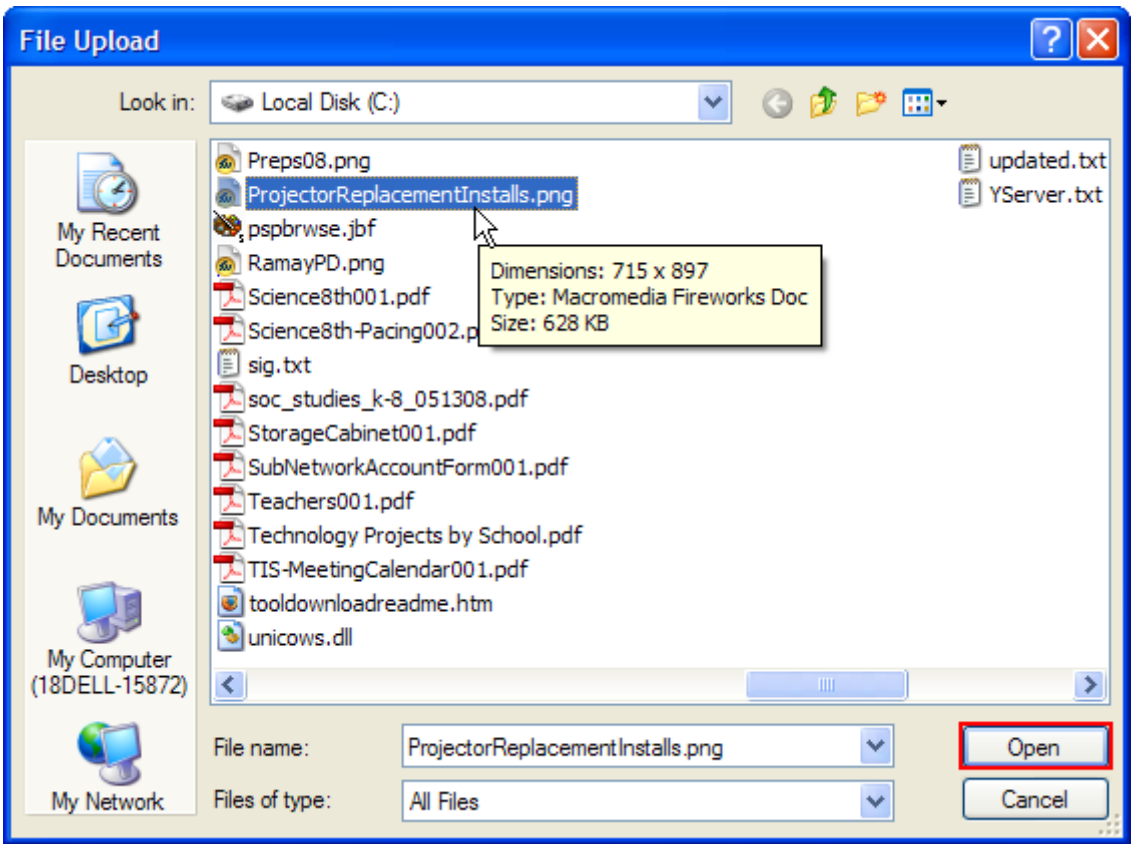 File Upload
Look in:
Local Disk (C:)
My Recent
Documents
Desktop
My Documents
My Computer
(18DELL-15872)
My Network
Preps08.png
ProjectorReplacementInstalls.png
pspbrwse.jbf
RamayPD.png
Science8th001.pdf
Science8th-Pacing002.p
sig.txt
soc_studies_k-8_051308.pdf
StorageCabinet001.pdf
SubNetworkAccountForm001.pdf
Teachers001.pdf
Technology Projects by School.pdf
TIS-MeetingCalendar001.pdf
tooldownloadreadme.htm
unicows.dll
updated.txt
YServer.txt
Dimensions: 715 x 897
Type: Macromedia Fireworks Doc
Size: 628 KB
File name:
ProjectorReplacementInstalls.png
Open
Files of type:
All Files
Cancel